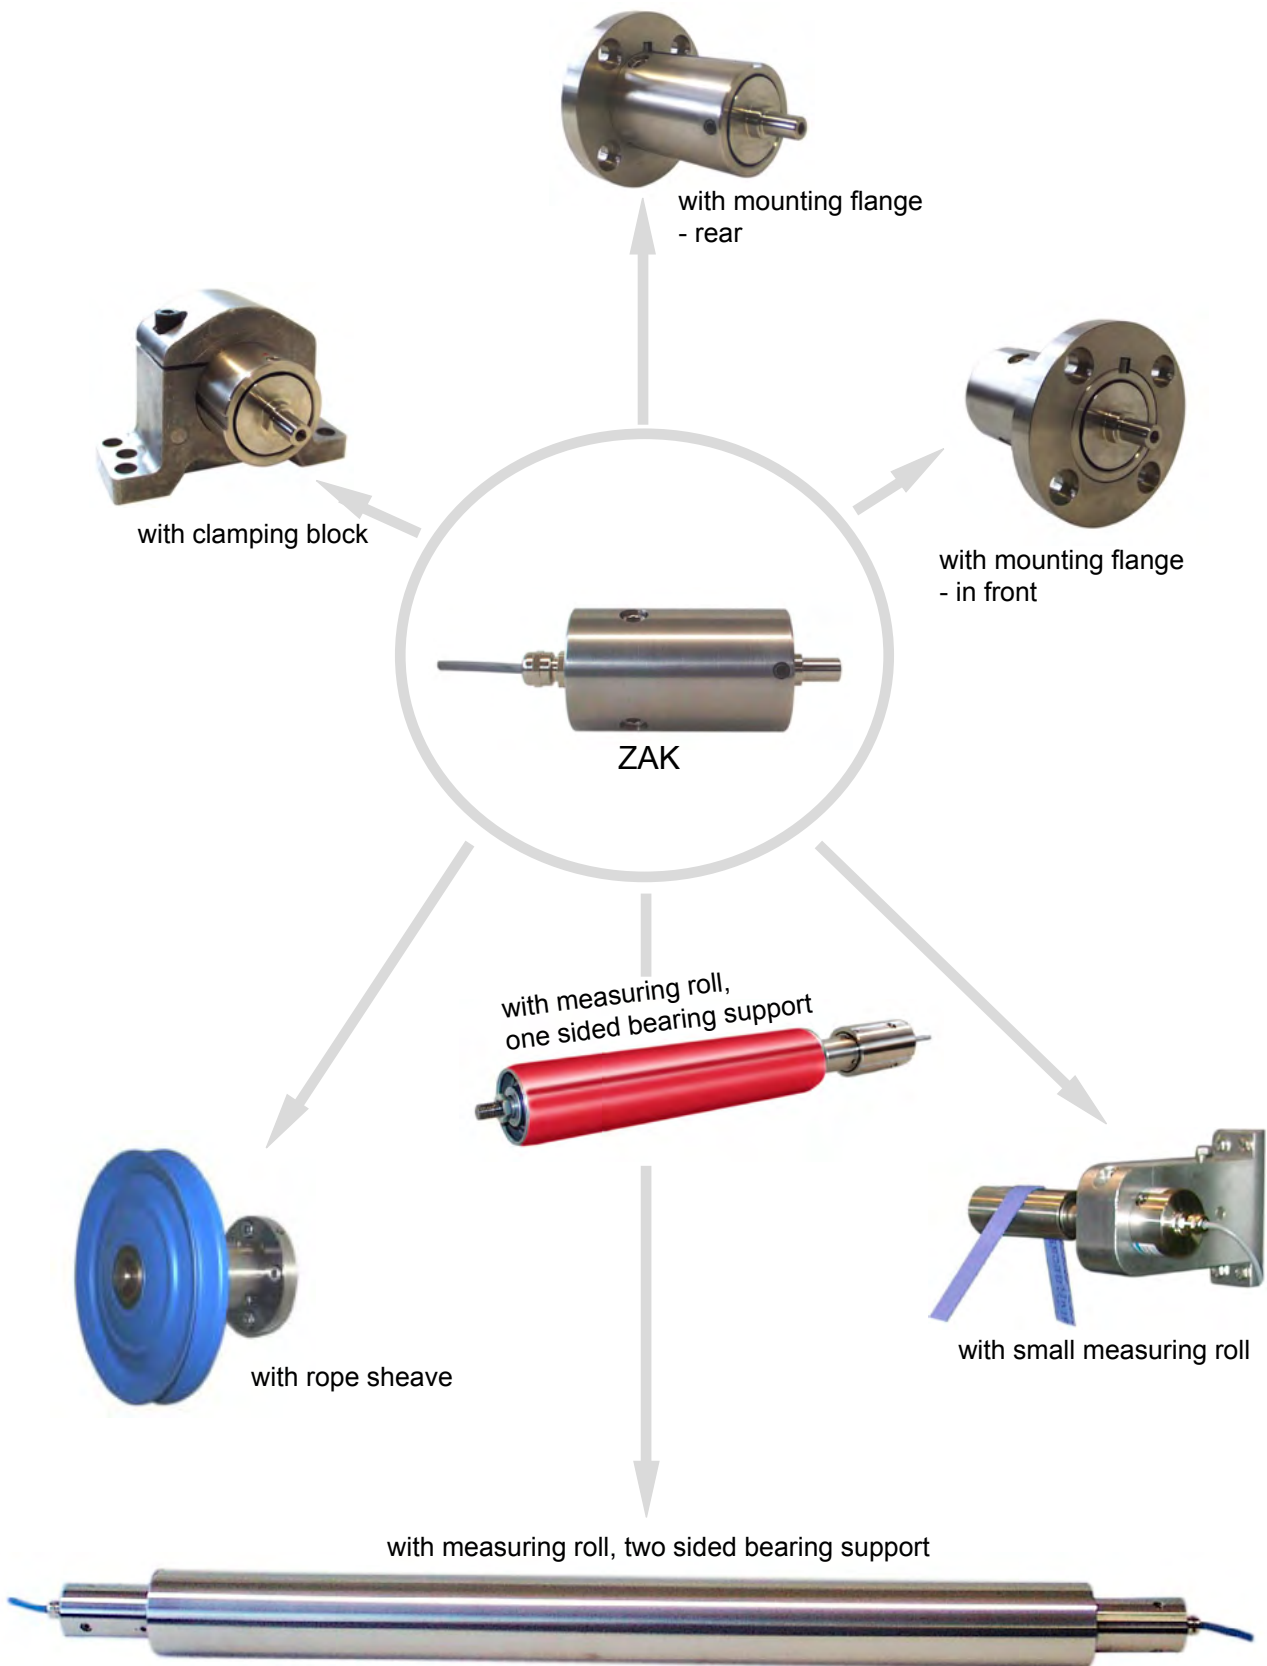 with mounting flange
- rear
with clamping block
with mounting flange
- in front
ZAK
with measuring roll,
one sided bearing support
with small measuring roll
with rope sheave
with measuring roll, two sided bearing support